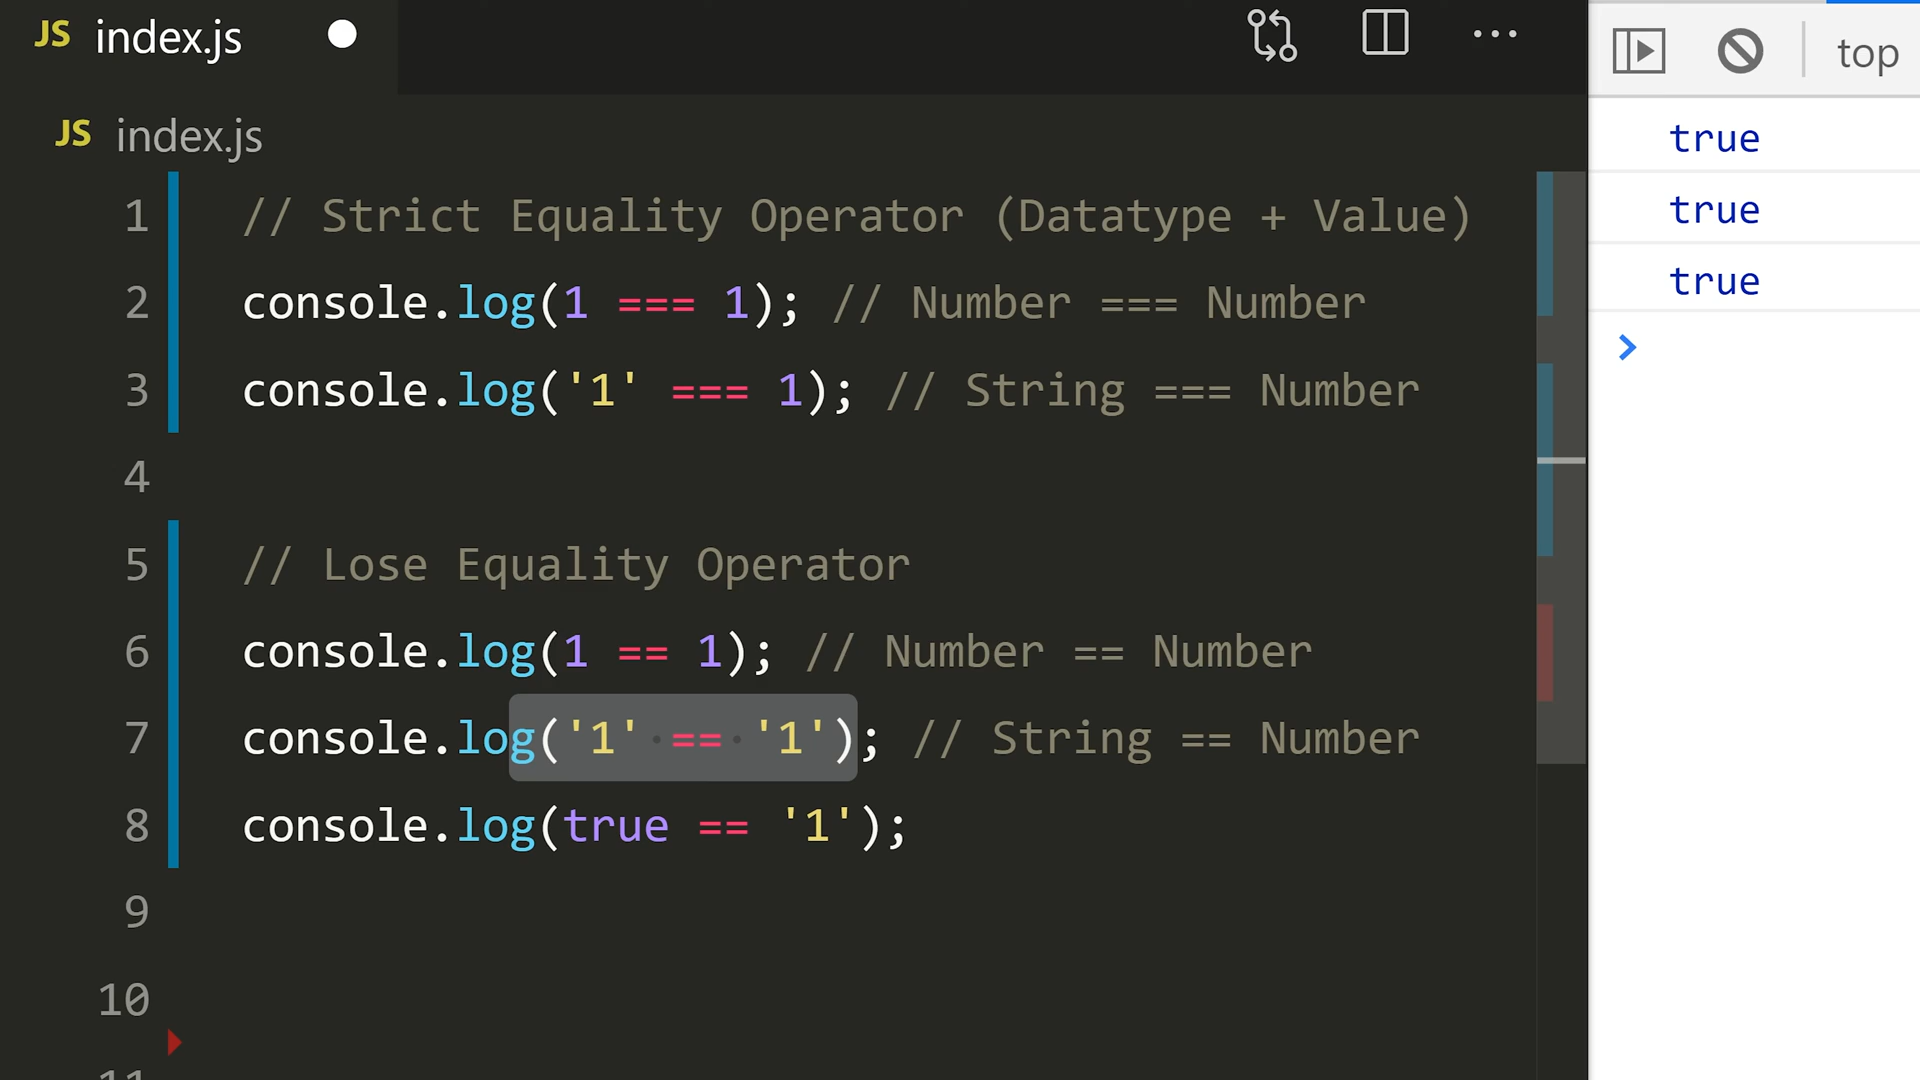 JS index.js
top
JS index.js
1 // Strict Equality Operator (Datatype + Value)
2 console.log(1 === 1); // Number === Number
3 console.log('1' === 1); // String === Number
4
5 // Lose Equality Operator
6 console.log(1 == 1); // Number == Number
7 console.log('1' == '1'); // String == Number
8 console.log(true == '1');
9
10
11
true
true
true